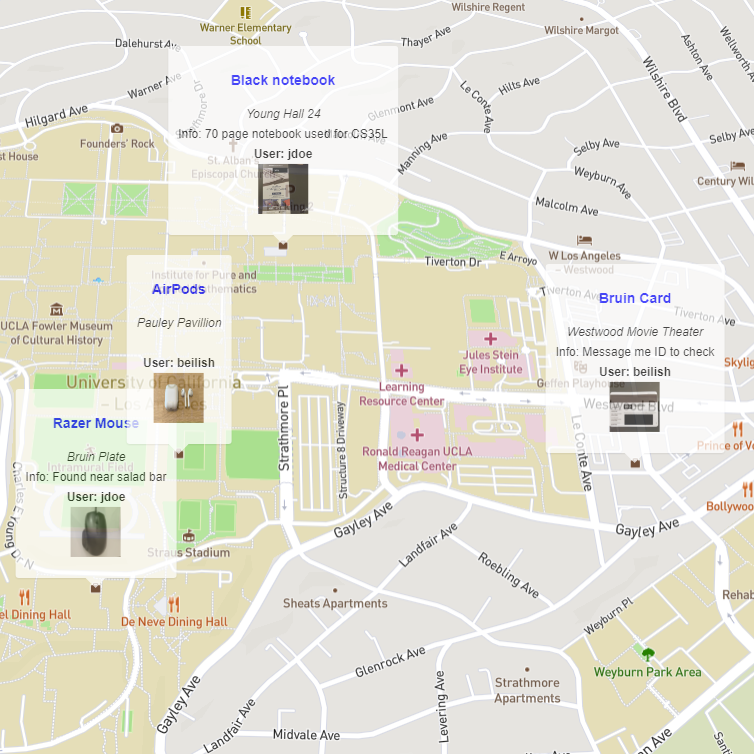 Wilshire Regent
Warner Elementary
School
Wilshire Margot
Dalehurst Av
Thayer Ave
Ashton Ave
Wellworth
Warner Ave
Black notebook
Hilts Ave
Wilshire Blvd
Le Conte Ave
Young Hall 24
Glenmont Ave
Hilgard Ave
Info: 70 page notebook used for CS35L
Founders' Rock
Manning Ave
Selby Ave
Selby Ave
st House
St. Alban
Episcopal Church
User: jdoe
Weyburn Ave
Century Wil
Malcolm Ave
Parking 2
W Los Angeles
– Westwood
E Arroyo
Tiverton Dr
Institute for Pure and
Mathematics
AirPods
Tiverton Ave
Bruin Card
Tiverton Ave
UCLA Fowler Museum
of Cultural History
Pauley Pavillion
Westwood Movie Theater
Info: Message me ID to check
Jules Stein
Eye Institute
User: beilish
User: beilish
Skylig
University of California
– Los Angeles
Geffen Playhouse
Learning
Resource Center
Westwood Blvd
Razer Mouse
Strathmore Pl
Structure 8 Driveway
Le Conte Ave
Prince of Ve
Ronald Reagan UCLA
Medical Center
Bruin Plate
Intramural Field
Info: Found near salad bar
User: jdoe
Charles E Young Dr N
Bollywoo
Gayley Ave
Gayley Ave
Straus Stadium
Landfair Ave
Roebling Ave
Rehab
Sheats Apartments
el Dining Hall
De Neve Dining Hall
Weyburn Pl
Glenrock Ave
Weyburn Park Area
Strathmore
Apartments
Gayley Ave
Landfair Ave
Levering Ave
Midvale Ave
on Ave